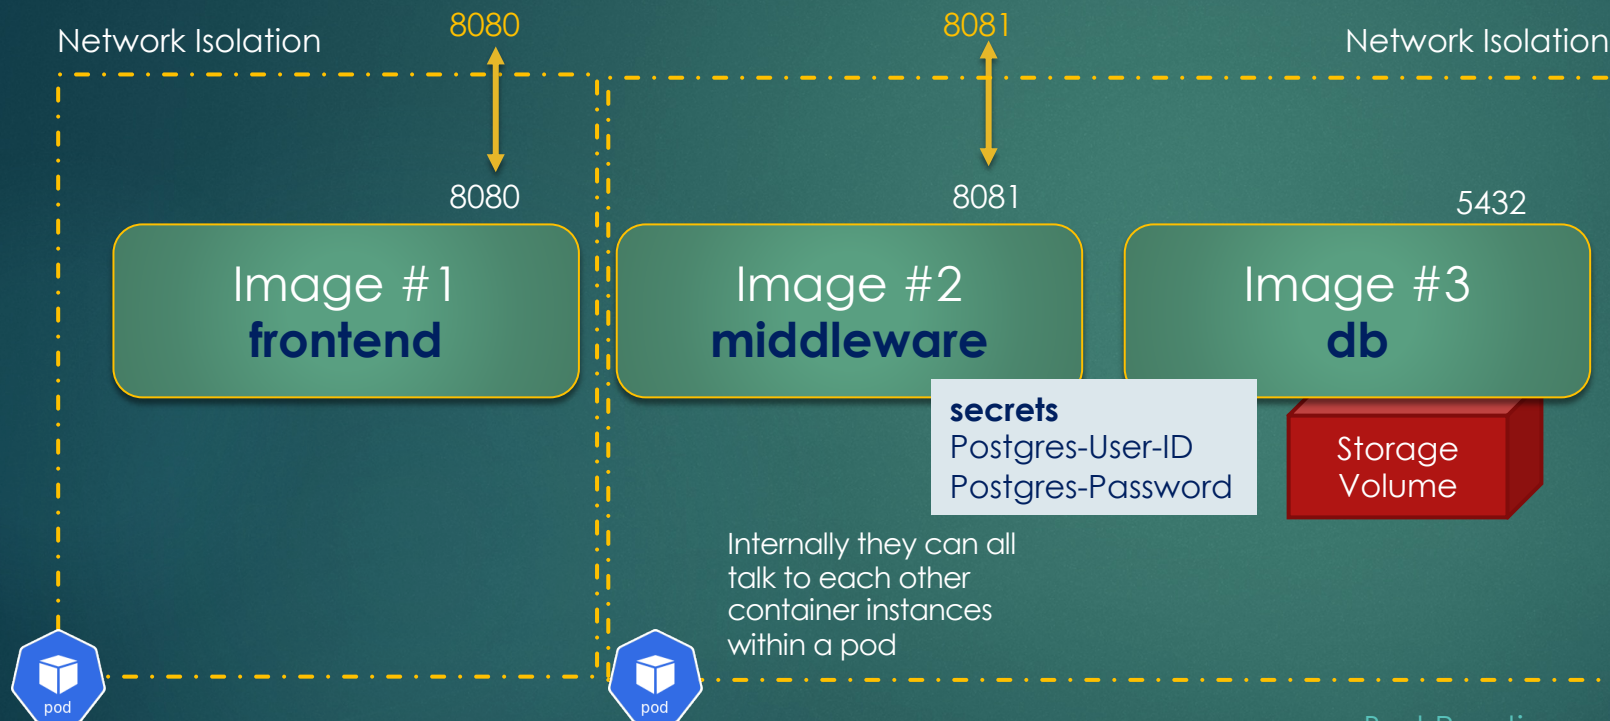 Network Isolation
8080
8081
Network Isolation
8080
8081
5432
Image #1
frontend
Image #2
middleware
Image #3
db
secrets
Postgres-User-ID
Postgres-Password
Storage
Volume
Internally they can all
talk to each other
container instances
within a pod
pod
pod